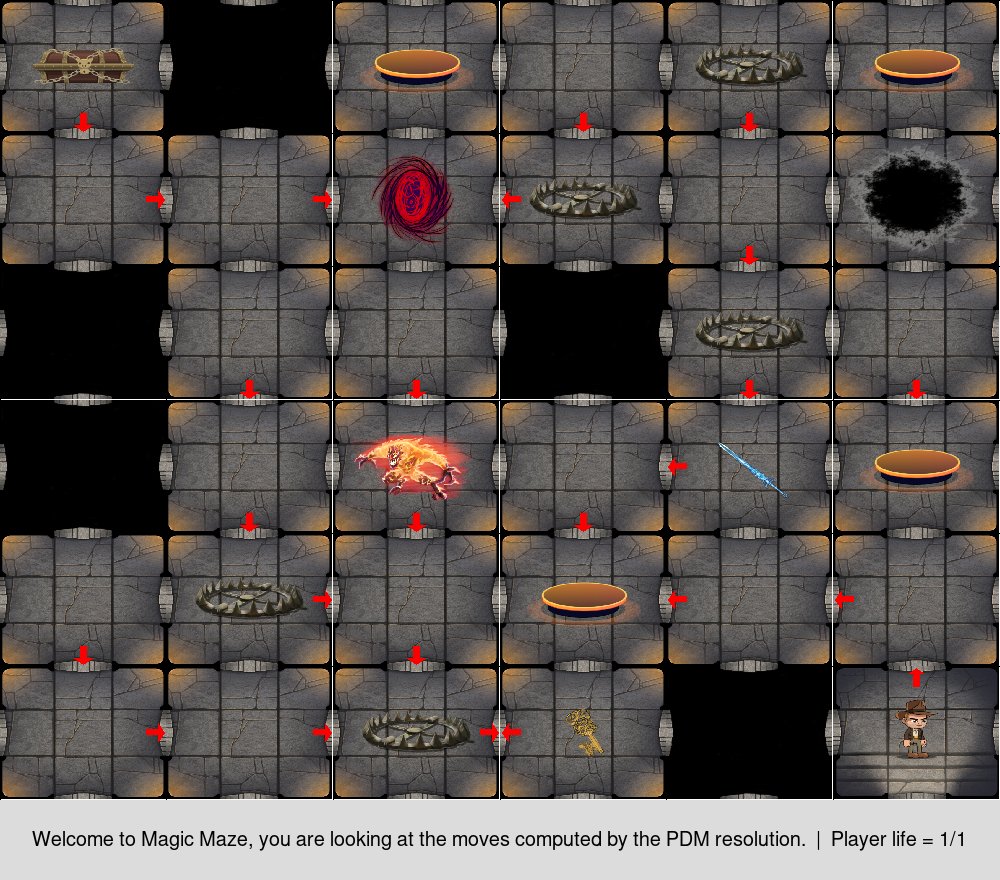 Welcome to Magic Maze, you are looking at the moves computed by the PDM resolution.  |  Player life = 1/1